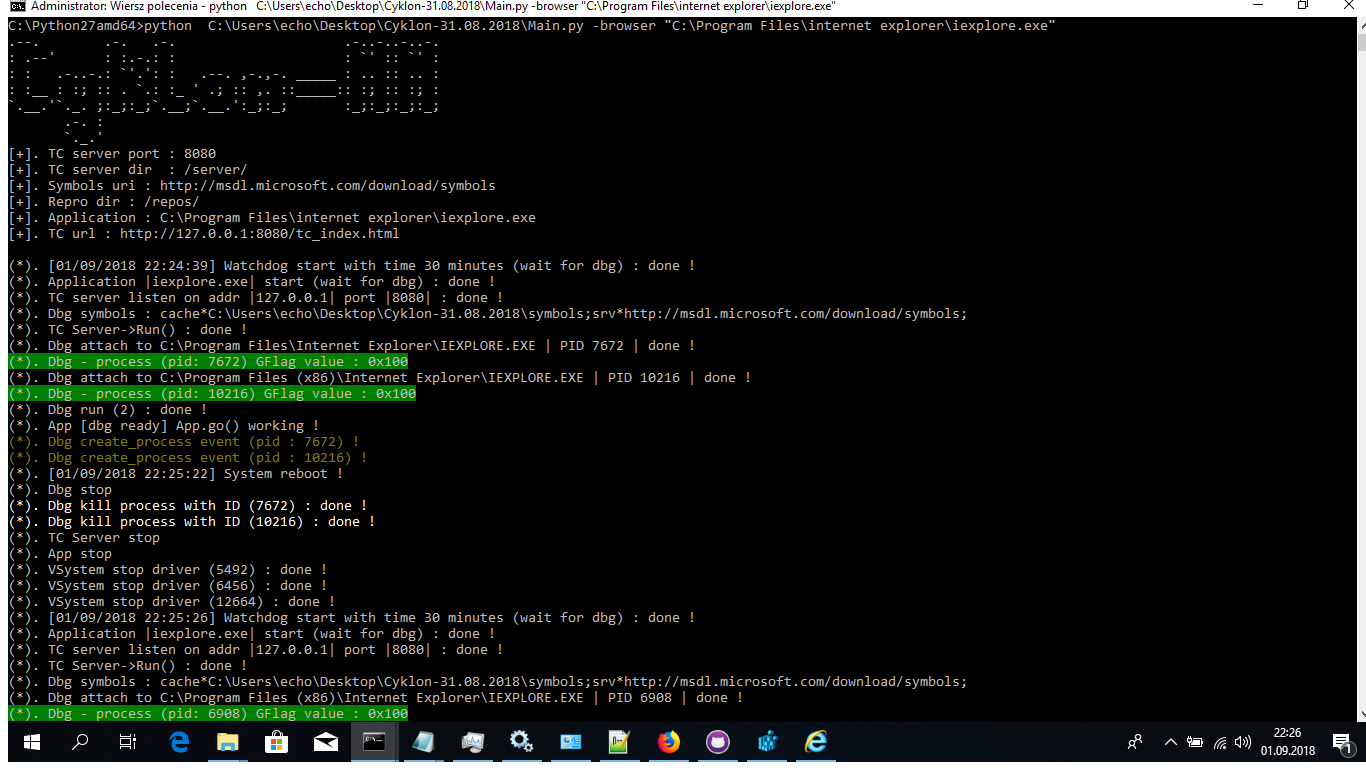 Administrator: Wiersz polecenia - python   C:\Users\echo\Desktop\Cyklon-31.08.2018\Main.py -browser "C:\Program Files\internet explorer\iexplore.exe"
C:\Python27amd64>python  C:\Users\echo\Desktop\Cyklon-31.08.2018\Main.py -browser "C:\Program Files\internet explorer\iexplore.exe"
[+]. TC server port : 8080
[+]. TC server dir  : /server/
[+]. Symbols uri : http://msdl.microsoft.com/download/symbols
[+]. Repro dir : /repos/
[+]. Application : C:\Program Files\internet explorer\iexplore.exe
[+]. TC url : http://127.0.0.1:8080/tc_index.html
(*). [01/09/2018 22:24:39] Watchdog start with time 30 minutes (wait for dbg) : done !
(*). Application |iexplore.exe| start (wait for dbg) : done !
(*). TC server listen on addr |127.0.0.1| port |8080| : done !
(*). Dbg symbols : cache*C:\Users\echo\Desktop\Cyklon-31.08.2018\symbols;srv*http://msdl.microsoft.com/download/symbols;
(*). TC Server->Run() : done !
(*). Dbg attach to C:\Program Files\Internet Explorer\IEXPLORE.EXE | PID 7672 | done !
(*). Dbg - process (pid: 7672) GFlag value : 0x100
(*). Dbg attach to C:\Program Files (x86)\Internet Explorer\IEXPLORE.EXE | PID 10216 | done !
(*). Dbg - process (pid: 10216) GFlag value : 0x100
(*). Dbg run (2) : done !
(*). App [dbg ready] App.go() working !
(*). Dbg create_process event (pid : 7672) !
(*). Dbg create_process event (pid : 10216) !
(*). [01/09/2018 22:25:22] System reboot !
(*). Dbg stop
(*). Dbg kill process with ID (7672) : done !
(*). Dbg kill process with ID (10216) : done !
(*). TC Server stop
(*). App stop
(*). VSystem stop driver (5492) : done !
(*). VSystem stop driver (6456) : done !
(*). VSystem stop driver (12664) : done !
(*). [01/09/2018 22:25:26] Watchdog start with time 30 minutes (wait for dbg) : done !
(*). Application |iexplore.exe| start (wait for dbg) : done !
(*). TC server listen on addr |127.0.0.1| port |8080| : done !
(*). TC Server->Run() : done !
(*). Dbg symbols : cache*C:\Users\echo\Desktop\Cyklon-31.08.2018\symbols;srv*http://msdl.microsoft.com/download/symbols;
(*). Dbg attach to C:\Program Files (x86)\Internet Explorer\IEXPLORE.EXE | PID 6908 | done !
(*). Dbg - process (pid: 6908) GFlag value : 0x100
22:26
01.09.2018
1